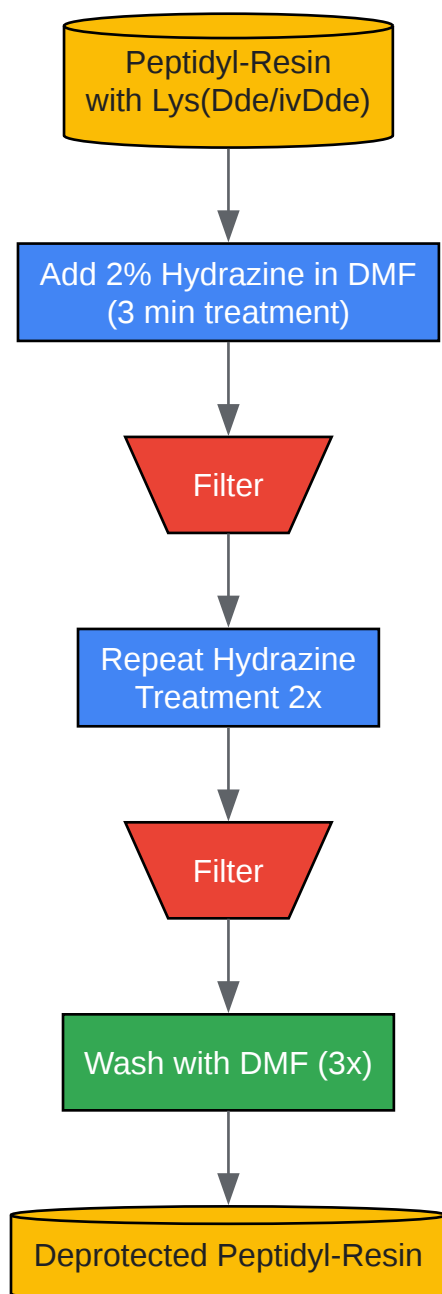 Peptidyl-Resin
with Lys(Dde/ivDde)
Add 2% Hydrazine in DMF
(3 min treatment)
Filter
Repeat Hydrazine
Treatment 2x
Filter
Wash with DMF (3x)
Deprotected Peptidyl-Resin